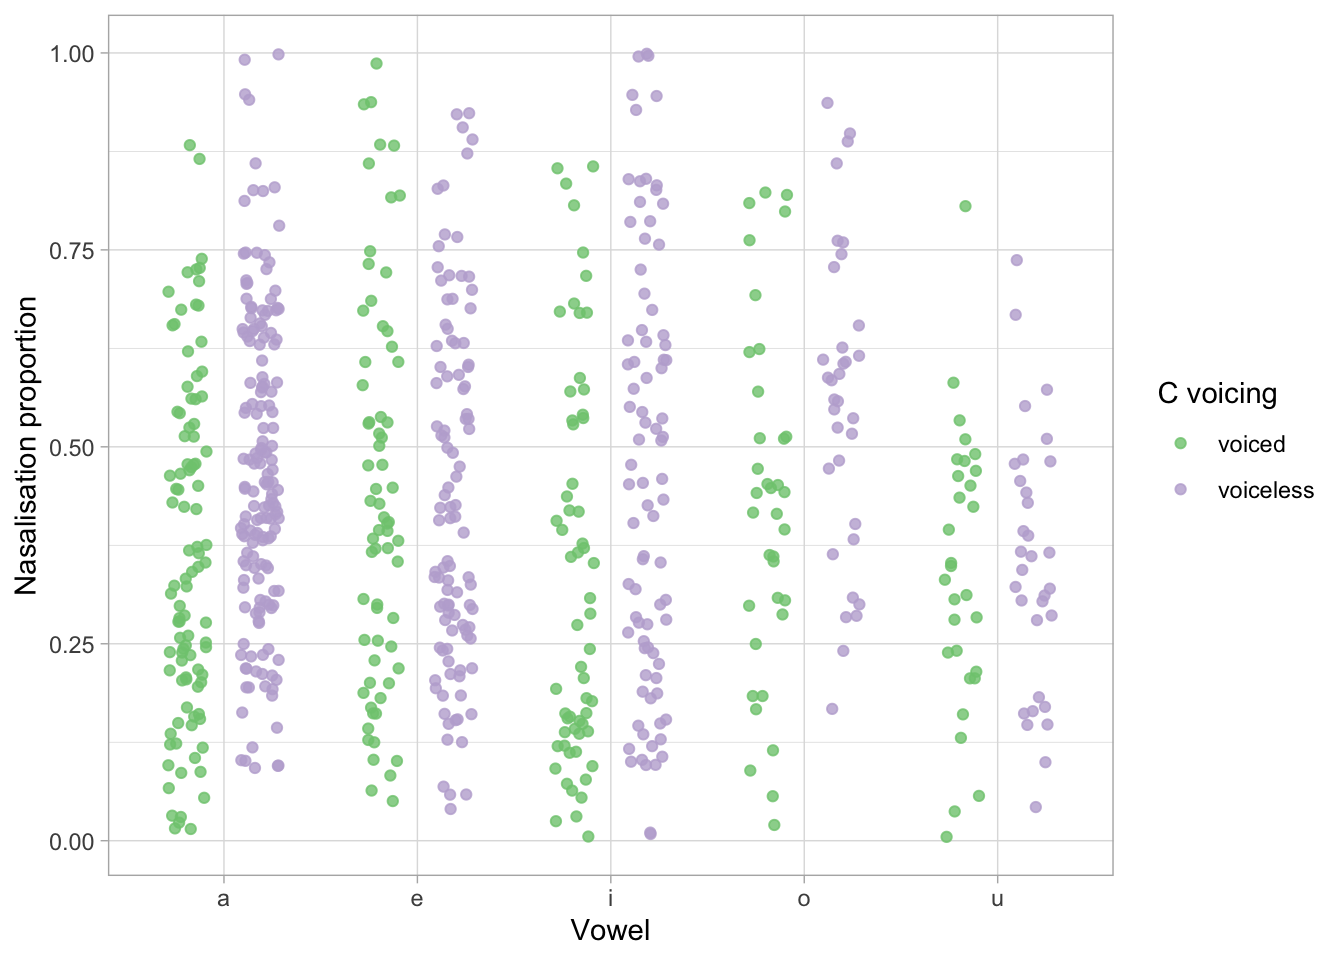 1.00
0.75
0.50
0.25
0.00
Nasalisation proportion
a e i o u
Vowel
C voicing
voiced
voiceless